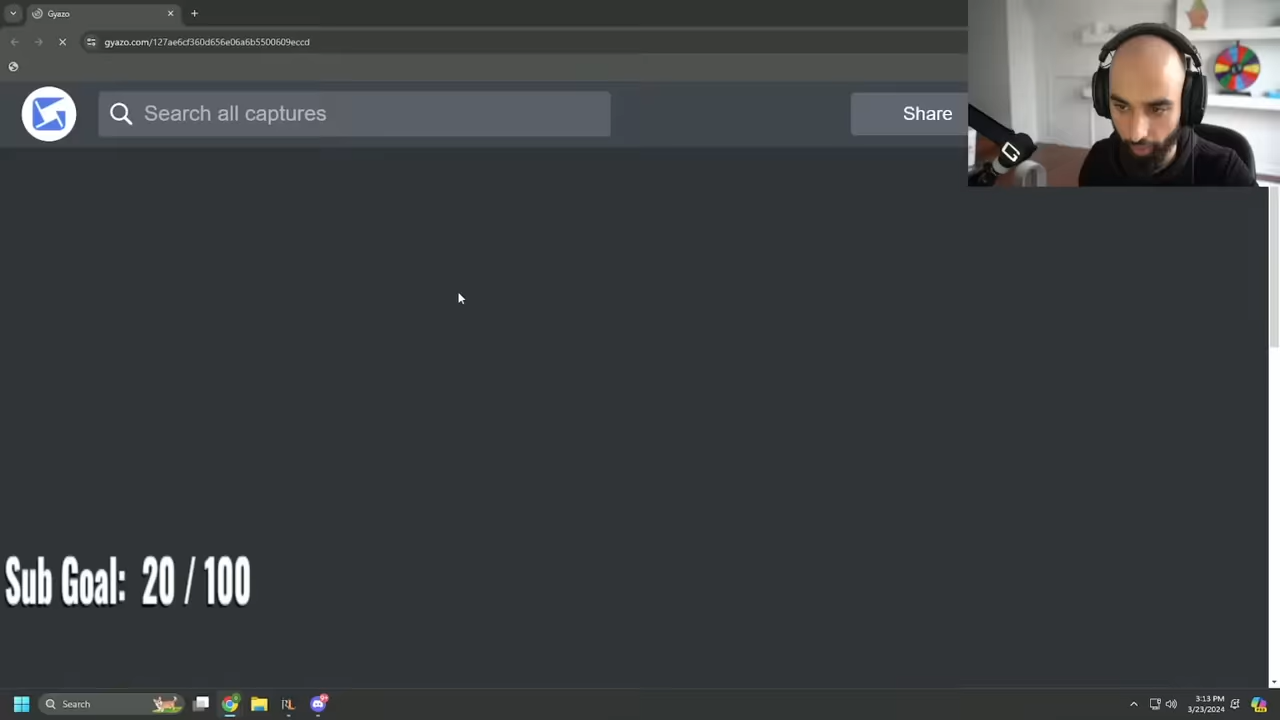 Gyazo
gyazo.com/127ae6cf360d656e06a6b5500609eccd
Search all captures
Share
Sub Goal: 20 / 100
Search
3:13 PM
3/23/2024